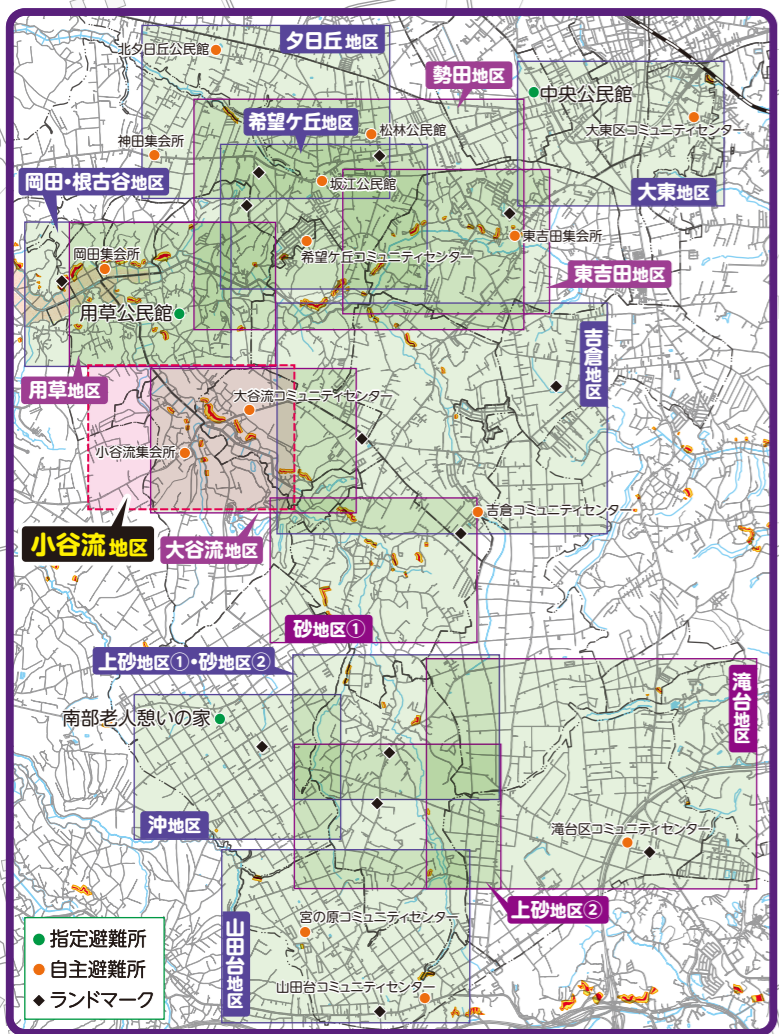 夕日丘地区
北夕日丘公民館
勢田地区
中央公民館
希望ケ丘地区
松林公民館
大東区コミュニティセンター
神田集会所
坂江公民館
岡田・根古谷地区
大東地区
岡田集会所
希望ケ丘コミュニティセンター
東吉田集会所
東吉田地区
用草公民館
吉倉地区
用草地区
大谷流コミュニティセンター
小谷流集会所
吉倉コミュニティセンター
小谷流地区
大谷流地区
砂地区①
上砂地区①・砂地区②
滝台地区
南部老人憩いの家
沖地区
滝台区コミュニティセンター
上砂地区②
山田台地区
宮の原コミュニティセンター
山田台コミュニティセンター
指定避難所
自主避難所
ランドマーク